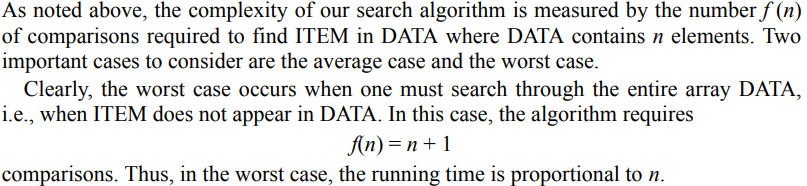 As noted above, the complexity of our search algorithm is measured by the number f (n)
of comparisons required to find ITEM in DATA where DATA contains n elements. Two
important cases to consider are the average case and the worst case.
Clearly, the worst case occurs when one must search through the entire array DATA,
i.e., when ITEM does not appear in DATA. In this case, the algorithm requires
f(n) = n + 1
comparisons. Thus, in the worst case, the running time is proportional to n.